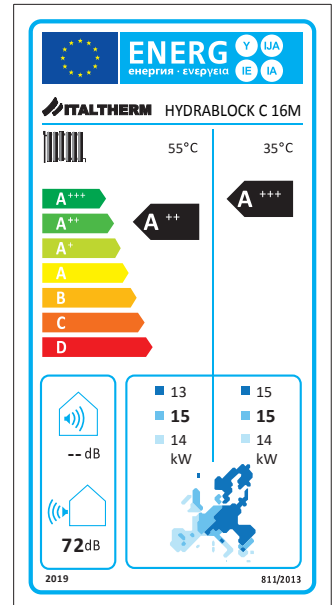 ENERG Y IJA
енергия · ενεργεια IE IA
ITALTHERM HYDRABLOCK C 16M
55°C 35°C
A+++ A+++
A++ A++
A+
A
B
C
D
13 15
15 15
14 14
kW kW
-- dB
72dB
2019 811/2013